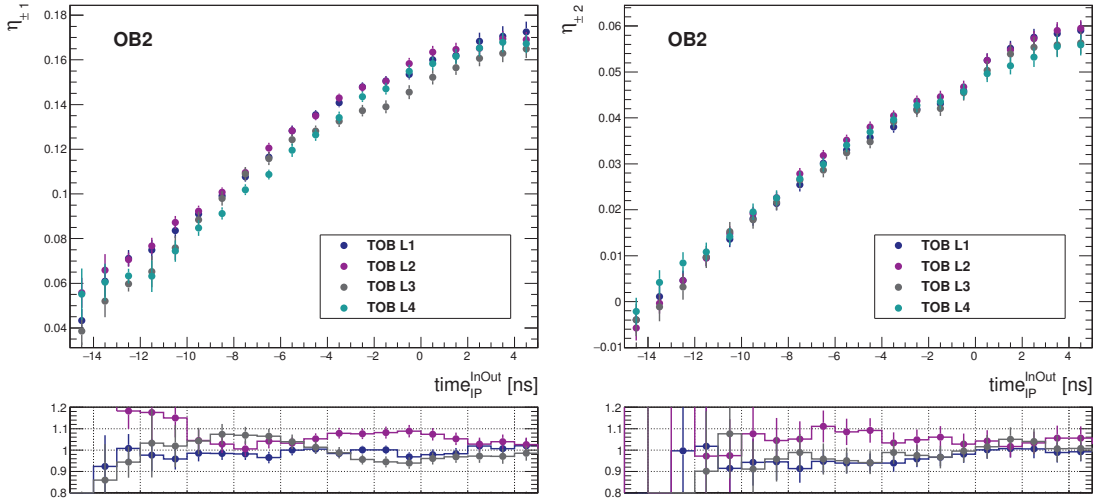 η± 1
0.18
0.16
0.14
0.12
0.1
0.08
0.06
0.04
OB2
TOB L1
TOB L2
TOB L3
TOB L4
−14 −12 −10 −8 −6 −4 −2 0 2 4
time_IP^InOut [ns]
1.2
1.1
1
0.9
0.8
η± 2
0.06
0.05
0.04
0.03
0.02
0.01
0
−0.01
OB2
TOB L1
TOB L2
TOB L3
TOB L4
−14 −12 −10 −8 −6 −4 −2 0 2 4
time_IP^InOut [ns]
1.2
1.1
1
0.9
0.8